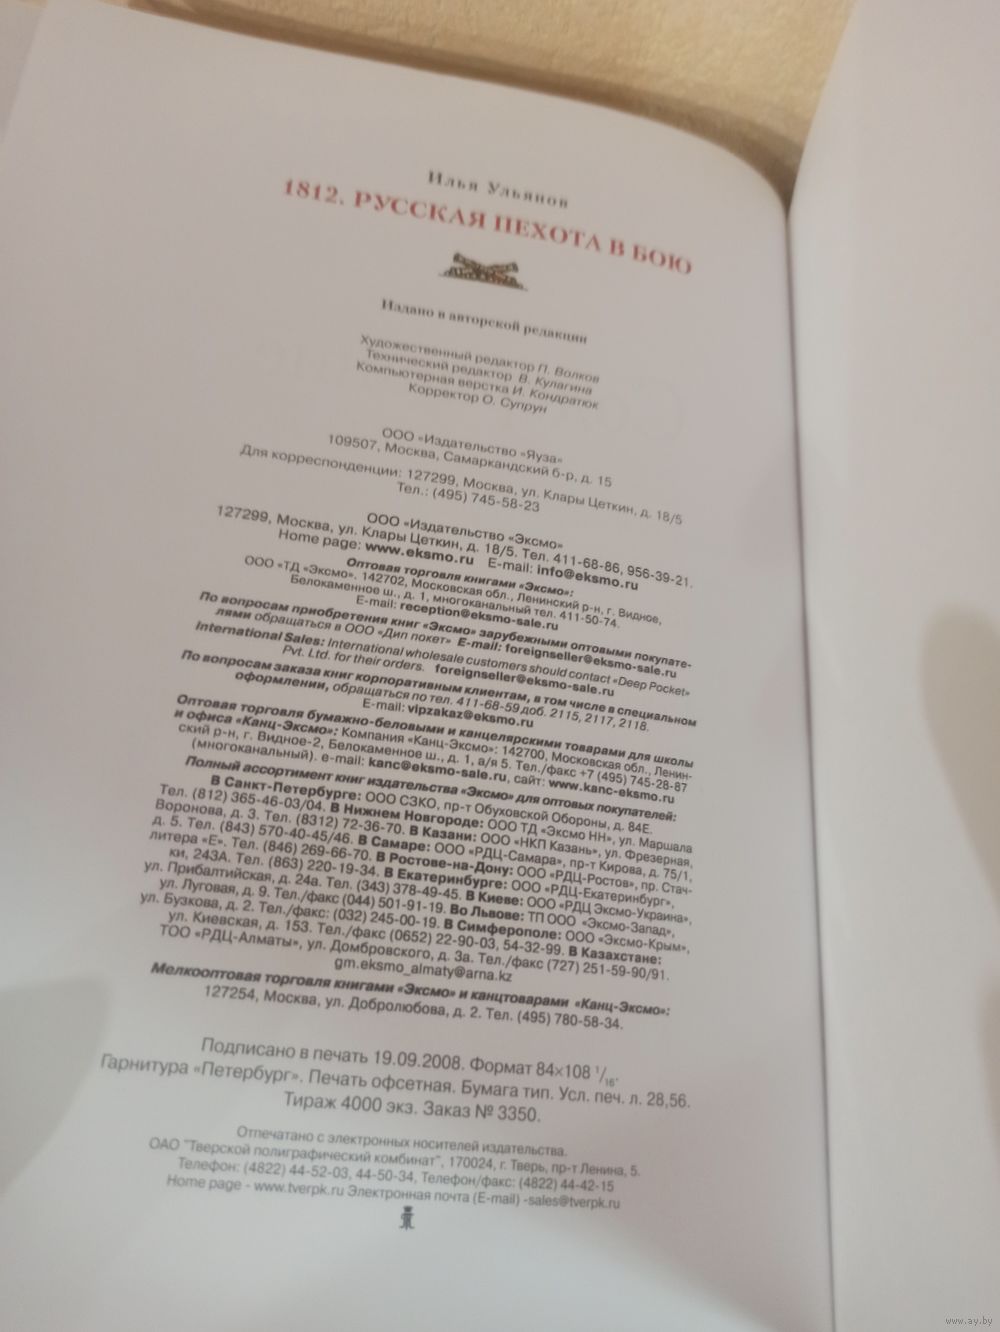 Илья Ульянов
1812. РУССКАЯ ПЕХОТА В БОЮ
Издано в авторской редакции
Художественный редактор П. Волков
Технический редактор В. Кулагина
Компьютерная верстка И. Кондратюк
Корректор О. Супрун
ООО «Издательство «Яуза»
109507, Москва, Самаркандский б-р, д. 15
Для корреспонденции: 127299, Москва, ул. Клары Цеткин, д. 18/5
Тел.: (495) 745-58-23
ООО «Издательство «Эксмо»
127299, Москва, ул. Клары Цеткин, д. 18/5. Тел. 411-68-86, 956-39-21.
Home page: www.eksmo.ru E-mail: info@eksmo.ru
Оптовая торговля книгами «Эксмо»:
ООО «ТД «Эксмо». 142702, Московская обл., Ленинский р-н, г. Видное,
Белокаменное ш., д. 1, многоканальный тел. 411-50-74.
E-mail: reception@eksmo-sale.ru
По вопросам приобретения книг «Эксмо» зарубежными оптовыми покупате-
лями обращаться в ООО «Дип покет» E-mail: foreignseller@eksmo-sale.ru
International Sales: International wholesale customers should contact «Deep Pocket»
Pvt. Ltd. for their orders. foreignseller@eksmo-sale.ru
По вопросам заказа книг корпоративным клиентам, в том числе в специальном
оформлении, обращаться по тел. 411-68-59 доб. 2115, 2117, 2118.
E-mail: vipzakaz@eksmo.ru
Оптовая торговля бумажно-беловыми и канцелярскими товарами для школы
и офиса «Канц-Эксмо»: Компания «Канц-Эксмо»: 142700, Московская обл., Ленин-
ский р-н, г. Видное-2, Белокаменное ш., д. 1, а/я 5. Тел./факс +7 (495) 745-28-87
(многоканальный). e-mail: kanc@eksmo-sale.ru, сайт: www.kanc-eksmo.ru
Полный ассортимент книг издательства «Эксмо» для оптовых покупателей:
В Санкт-Петербурге: ООО СЗКО, пр-т Обуховской Обороны, д. 84Е.
Тел. (812) 365-46-03/04. В Нижнем Новгороде: ООО ТД «Эксмо НН», ул. Маршала
Воронова, д. 3. Тел. (8312) 72-36-70. В Казани: ООО «НКП Казань», ул. Фрезерная,
д. 5. Тел. (843) 570-40-45/46. В Самаре: ООО «РДЦ-Самара», пр-т Кирова, д. 75/1,
литера «Е». Тел. (846) 269-66-70. В Ростове-на-Дону: ООО «РДЦ-Ростов», пр. Стач-
ки, 243А. Тел. (863) 220-19-34. В Екатеринбурге: ООО «РДЦ-Екатеринбург»,
ул. Прибалтийская, д. 24а. Тел. (343) 378-49-45. В Киеве: ООО «РДЦ Эксмо-Украина»,
ул. Луговая, д. 9. Тел./факс (044) 501-91-19. Во Львове: ТП ООО «Эксмо-Запад»,
ул. Бузкова, д. 2. Тел./факс: (032) 245-00-19. В Симферополе: ООО «Эксмо-Крым»,
ул. Киевская, д. 153. Тел./факс (0652) 22-90-03, 54-32-99. В Казахстане:
ТОО «РДЦ-Алматы», ул. Домбровского, д. 3а. Тел./факс (727) 251-59-90/91.
gm.eksmo_almaty@arna.kz
Мелкооптовая торговля книгами «Эксмо» и канцтоварами «Канц-Эксмо»:
127254, Москва, ул. Добролюбова, д. 2. Тел. (495) 780-58-34.
Подписано в печать 19.09.2008. Формат 84×108 1/16.
Гарнитура «Петербург». Печать офсетная. Бумага тип. Усл. печ. л. 28,56.
Тираж 4000 экз. Заказ № 3350.
Отпечатано с электронных носителей издательства.
ОАО "Тверской полиграфический комбинат", 170024, г. Тверь, пр-т Ленина, 5.
Телефон: (4822) 44-52-03, 44-50-34, Телефон/факс: (4822) 44-42-15
Home page - www.tverpk.ru Электронная почта (E-mail) -sales@tverpk.ru
www.ay.by